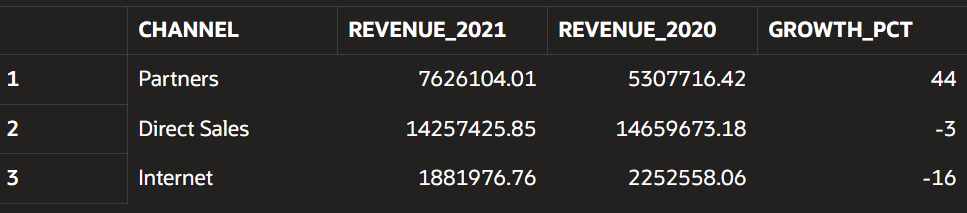 CHANNEL REVENUE_2021 REVENUE_2020 GROWTH_PCT
1 Partners 7626104.01 5307716.42 44
2 Direct Sales 14257425.85 14659673.18 -3
3 Internet 1881976.76 2252558.06 -16